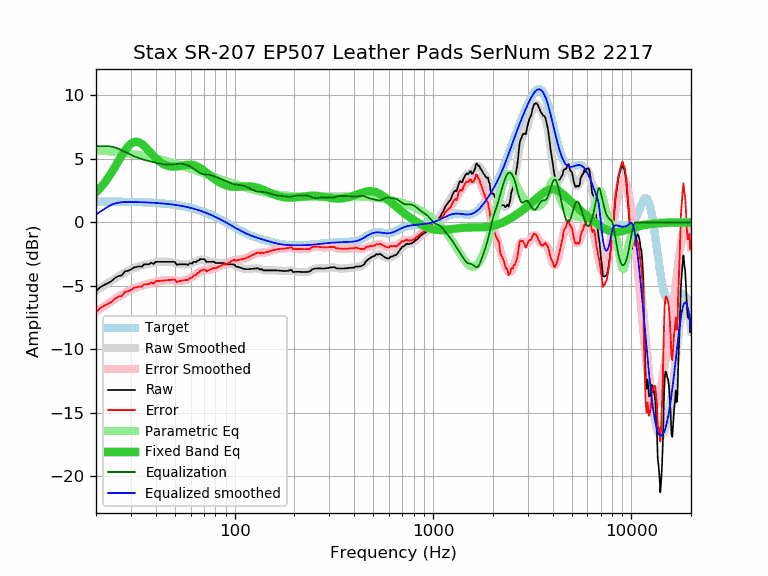 Stax SR-207 EP507 Leather Pads SerNum SB2 2217
10
5
0
−5
−10
−15
−20
Amplitude (dBr)
Target
Raw Smoothed
Error Smoothed
Raw
Error
Parametric Eq
Fixed Band Eq
Equalization
Equalized smoothed
100 1000 10000
Frequency (Hz)